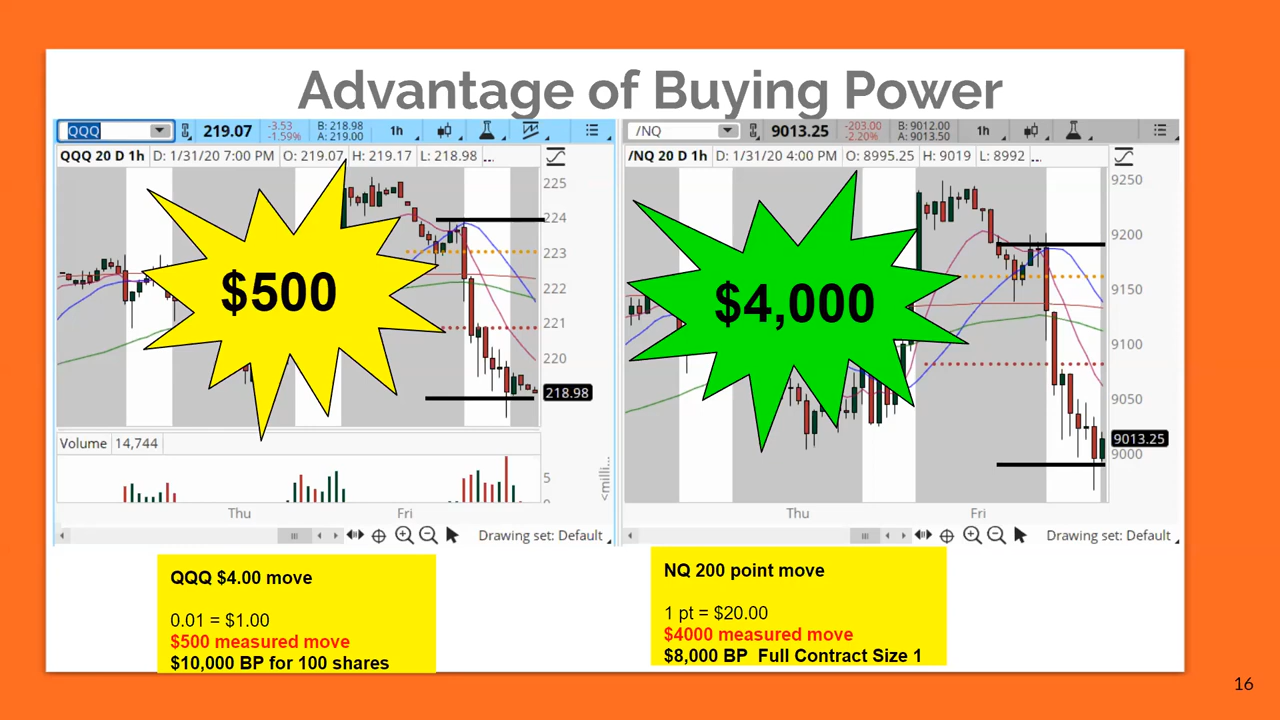 Advantage of Buying Power
QQQ 219.07 -3.53 -1.59% B: 218.98 A: 219.00 1h
QQQ 20 D 1h D: 1/31/20 7:00 PM O: 219.07 H: 219.17 L: 218.98 ...
225
224
223
222
221
220
218.98
$500
Volume 14,744
5
0
<milli...
Thu Fri
Drawing set: Default
/NQ 9013.25 -203.00 -2.20% B: 9012.00 A: 9013.50 1h
/NQ 20 D 1h D: 1/31/20 4:00 PM O: 8995.25 H: 9019 L: 8992 ...
9250
9200
9150
9100
9050
9013.25
9000
$4,000
Thu Fri
Drawing set: Default
QQQ $4.00 move
0.01 = $1.00
$500 measured move
$10,000 BP for 100 shares
NQ 200 point move
1 pt = $20.00
$4000 measured move
$8,000 BP Full Contract Size 1
16